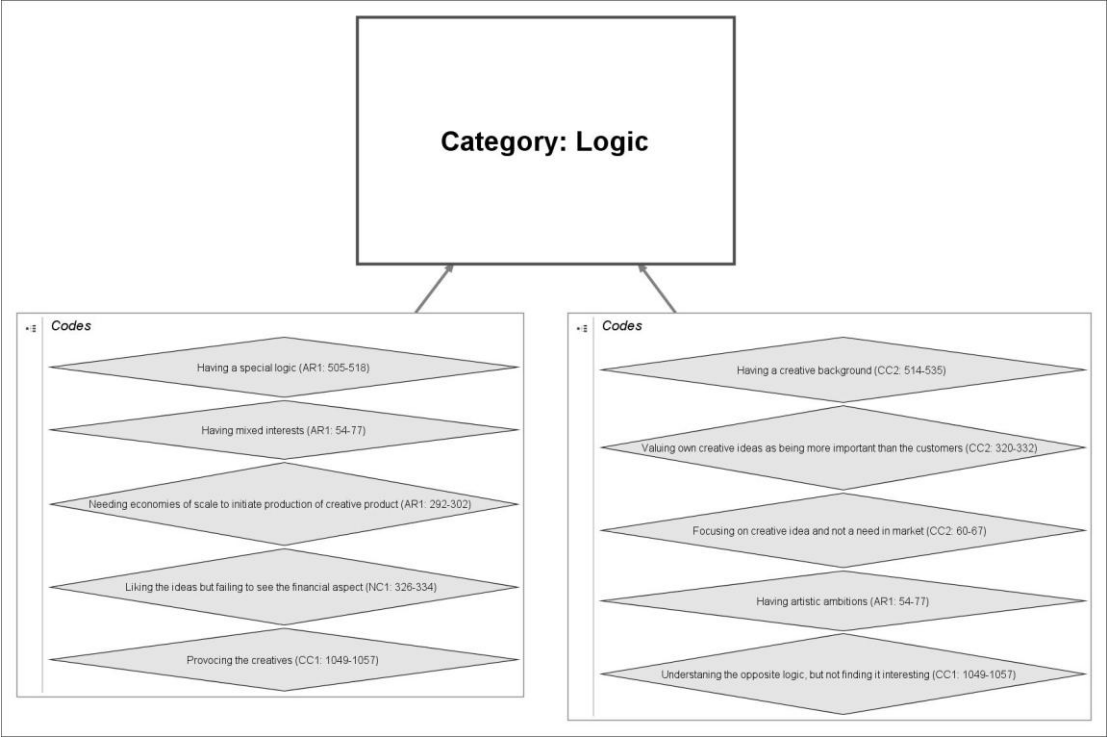 Category: Logic
Codes
Having a special logic (AR1: 505-518)
Having mixed interests (AR1: 54-77)
Needing economies of scale to initiate production of creative product (AR1: 292-302)
Liking the ideas but failing to see the financial aspect (NC1: 326-334)
Provocing the creatives (CC1: 1049-1057)
Codes
Having a creative background (CC2: 514-535)
Valuing own creative ideas as being more important than the customers (CC2: 320-332)
Focusing on creative idea and not a need in market (CC2: 60-67)
Having artistic ambitions (AR1: 54-77)
Understaning the opposite logic, but not finding it interesting (CC1: 1049-1057)